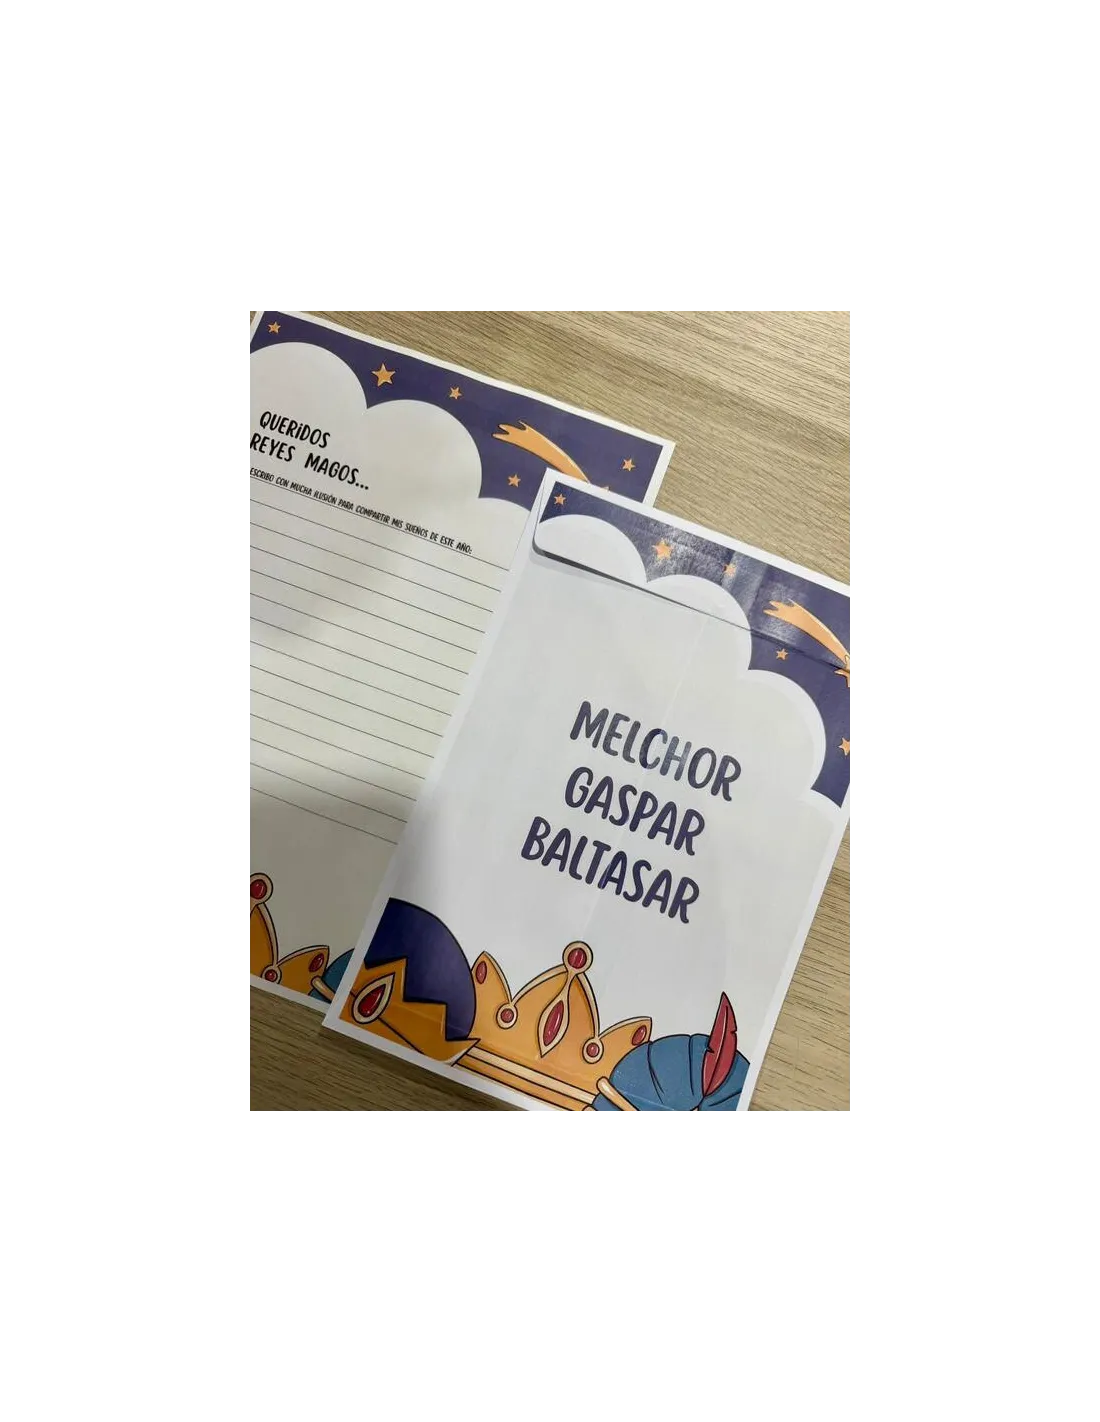 QUERiDOS
REYES MAGOS...
ESCRIBO CON MUCHA ILUSIÓN PARA COMPARTIR MIS SUEÑOS DE ESTE AÑO:
MELCHOR
GASPAR
BALTASAR